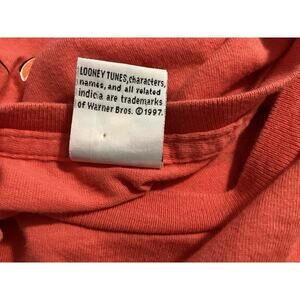 LOONEY TUNES, characters,
names, and all related
indicia are trademarks
of Warner Bros. ©1997.